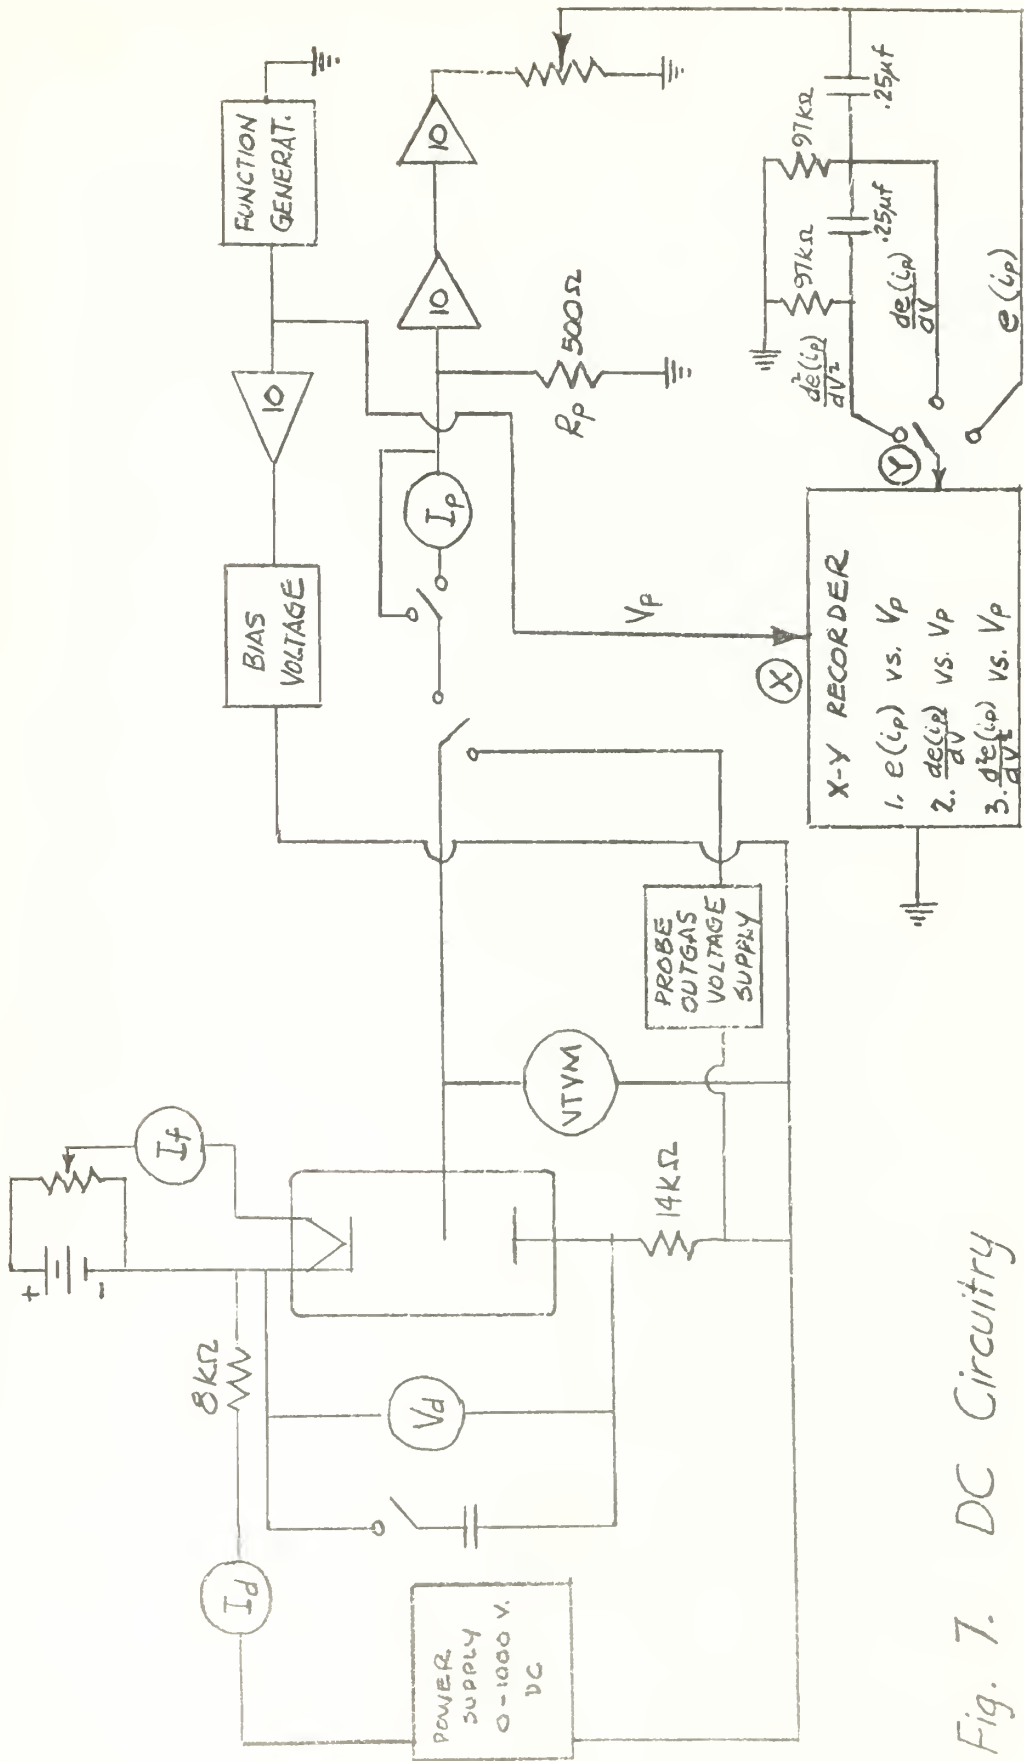 POWER
SUPPLY
0-1000 V.
DC
Id
8KΩ
+
-
If
Vd
14KΩ
VTVM
PROBE
OUTGAS
VOLTAGE
SUPPLY
BIAS
VOLTAGE
10
FUNCTION
GENERAT.
Ip
10
10
Rp
500Ω
Vp
X
X-Y RECORDER
1. e(ip) vs. Vp
2. de(ip)/dV vs. Vp
3. d²e(ip)/dV² vs. Vp
Y
d²e(ip)/dV²
de(ip)/dV
e(ip)
97KΩ
97KΩ
.25μf
.25μf
Fig. 7. DC Circuitry